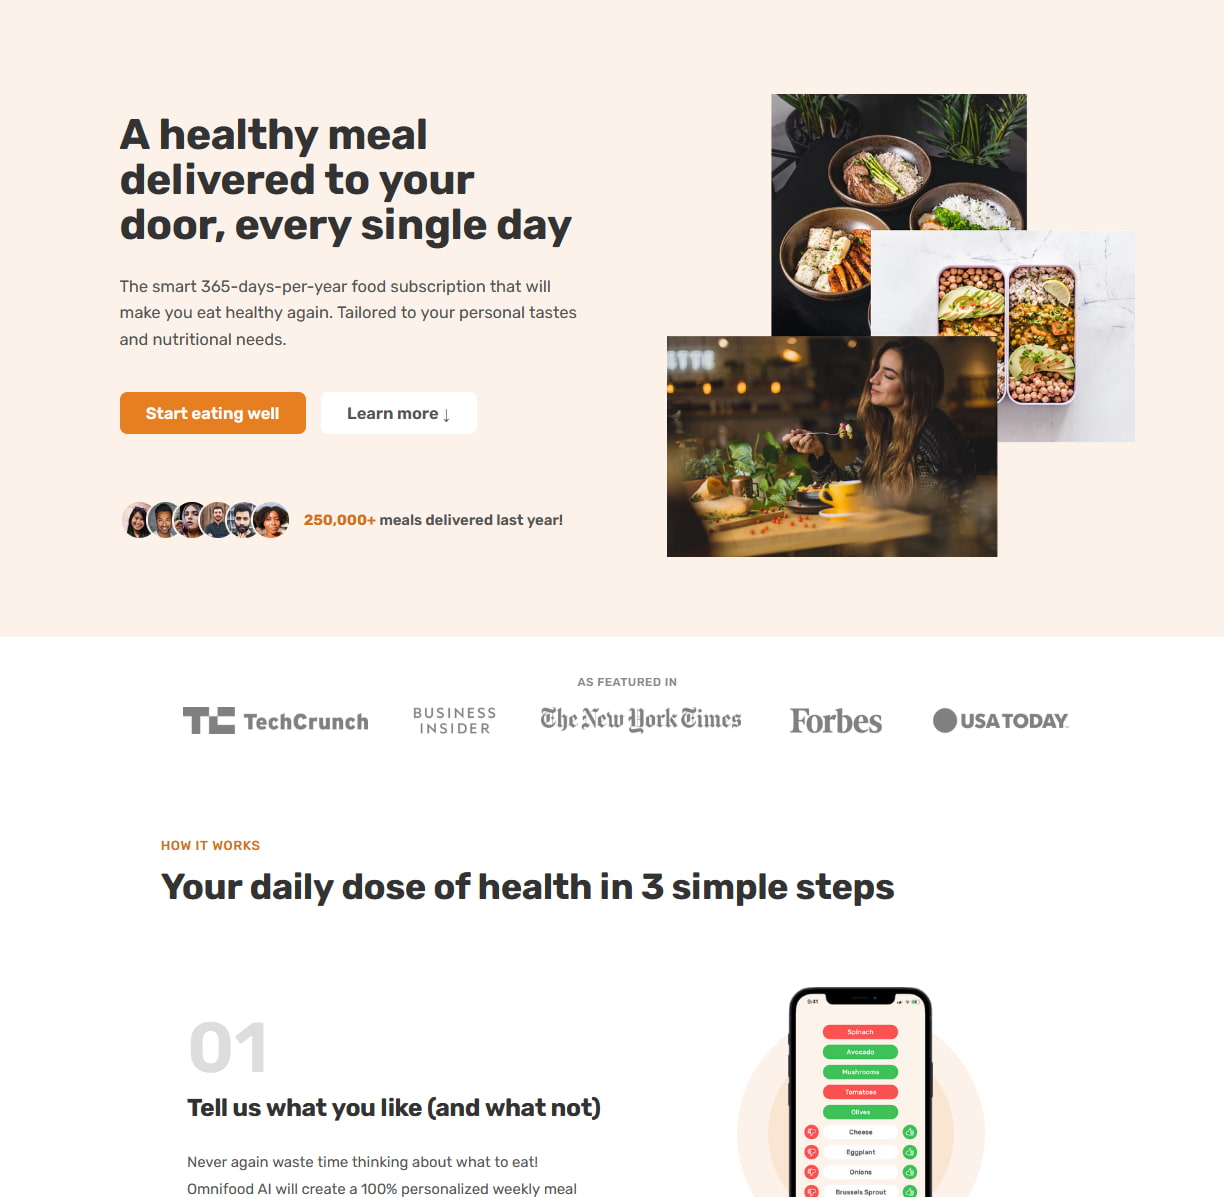 A healthy meal
delivered to your
door, every single day
The smart 365-days-per-year food subscription that will
make you eat healthy again. Tailored to your personal tastes
and nutritional needs.
Start eating well
Learn more ↓
250,000+ meals delivered last year!
AS FEATURED IN
TC TechCrunch
BUSINESS
INSIDER
The New York Times
Forbes
USA TODAY
HOW IT WORKS
Your daily dose of health in 3 simple steps
01
Tell us what you like (and what not)
Never again waste time thinking about what to eat!
Omnifood AI will create a 100% personalized weekly meal
9:41
Spinach
Avocado
Mushrooms
Tomatoes
Olives
Cheese
Eggplant
Onions
Brussels Sprout